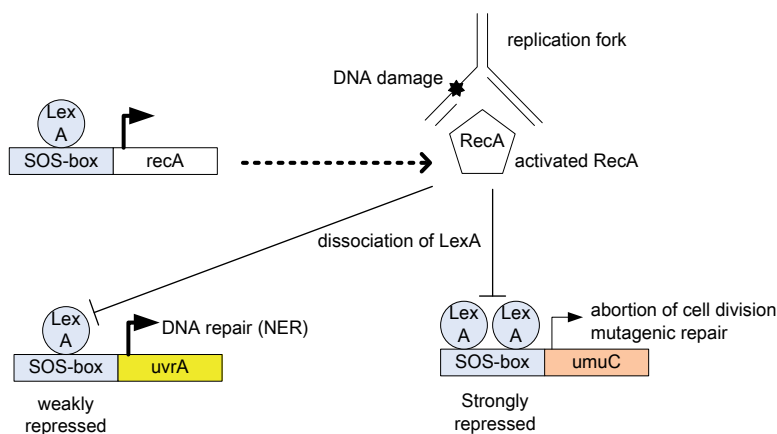 replication fork
DNA damage
Lex
A
SOS-box
recA
RecA
activated RecA
dissociation of LexA
Lex
A
DNA repair (NER)
SOS-box
uvrA
weakly
repressed
Lex
A
Lex
A
abortion of cell division
mutagenic repair
SOS-box
umuC
Strongly
repressed